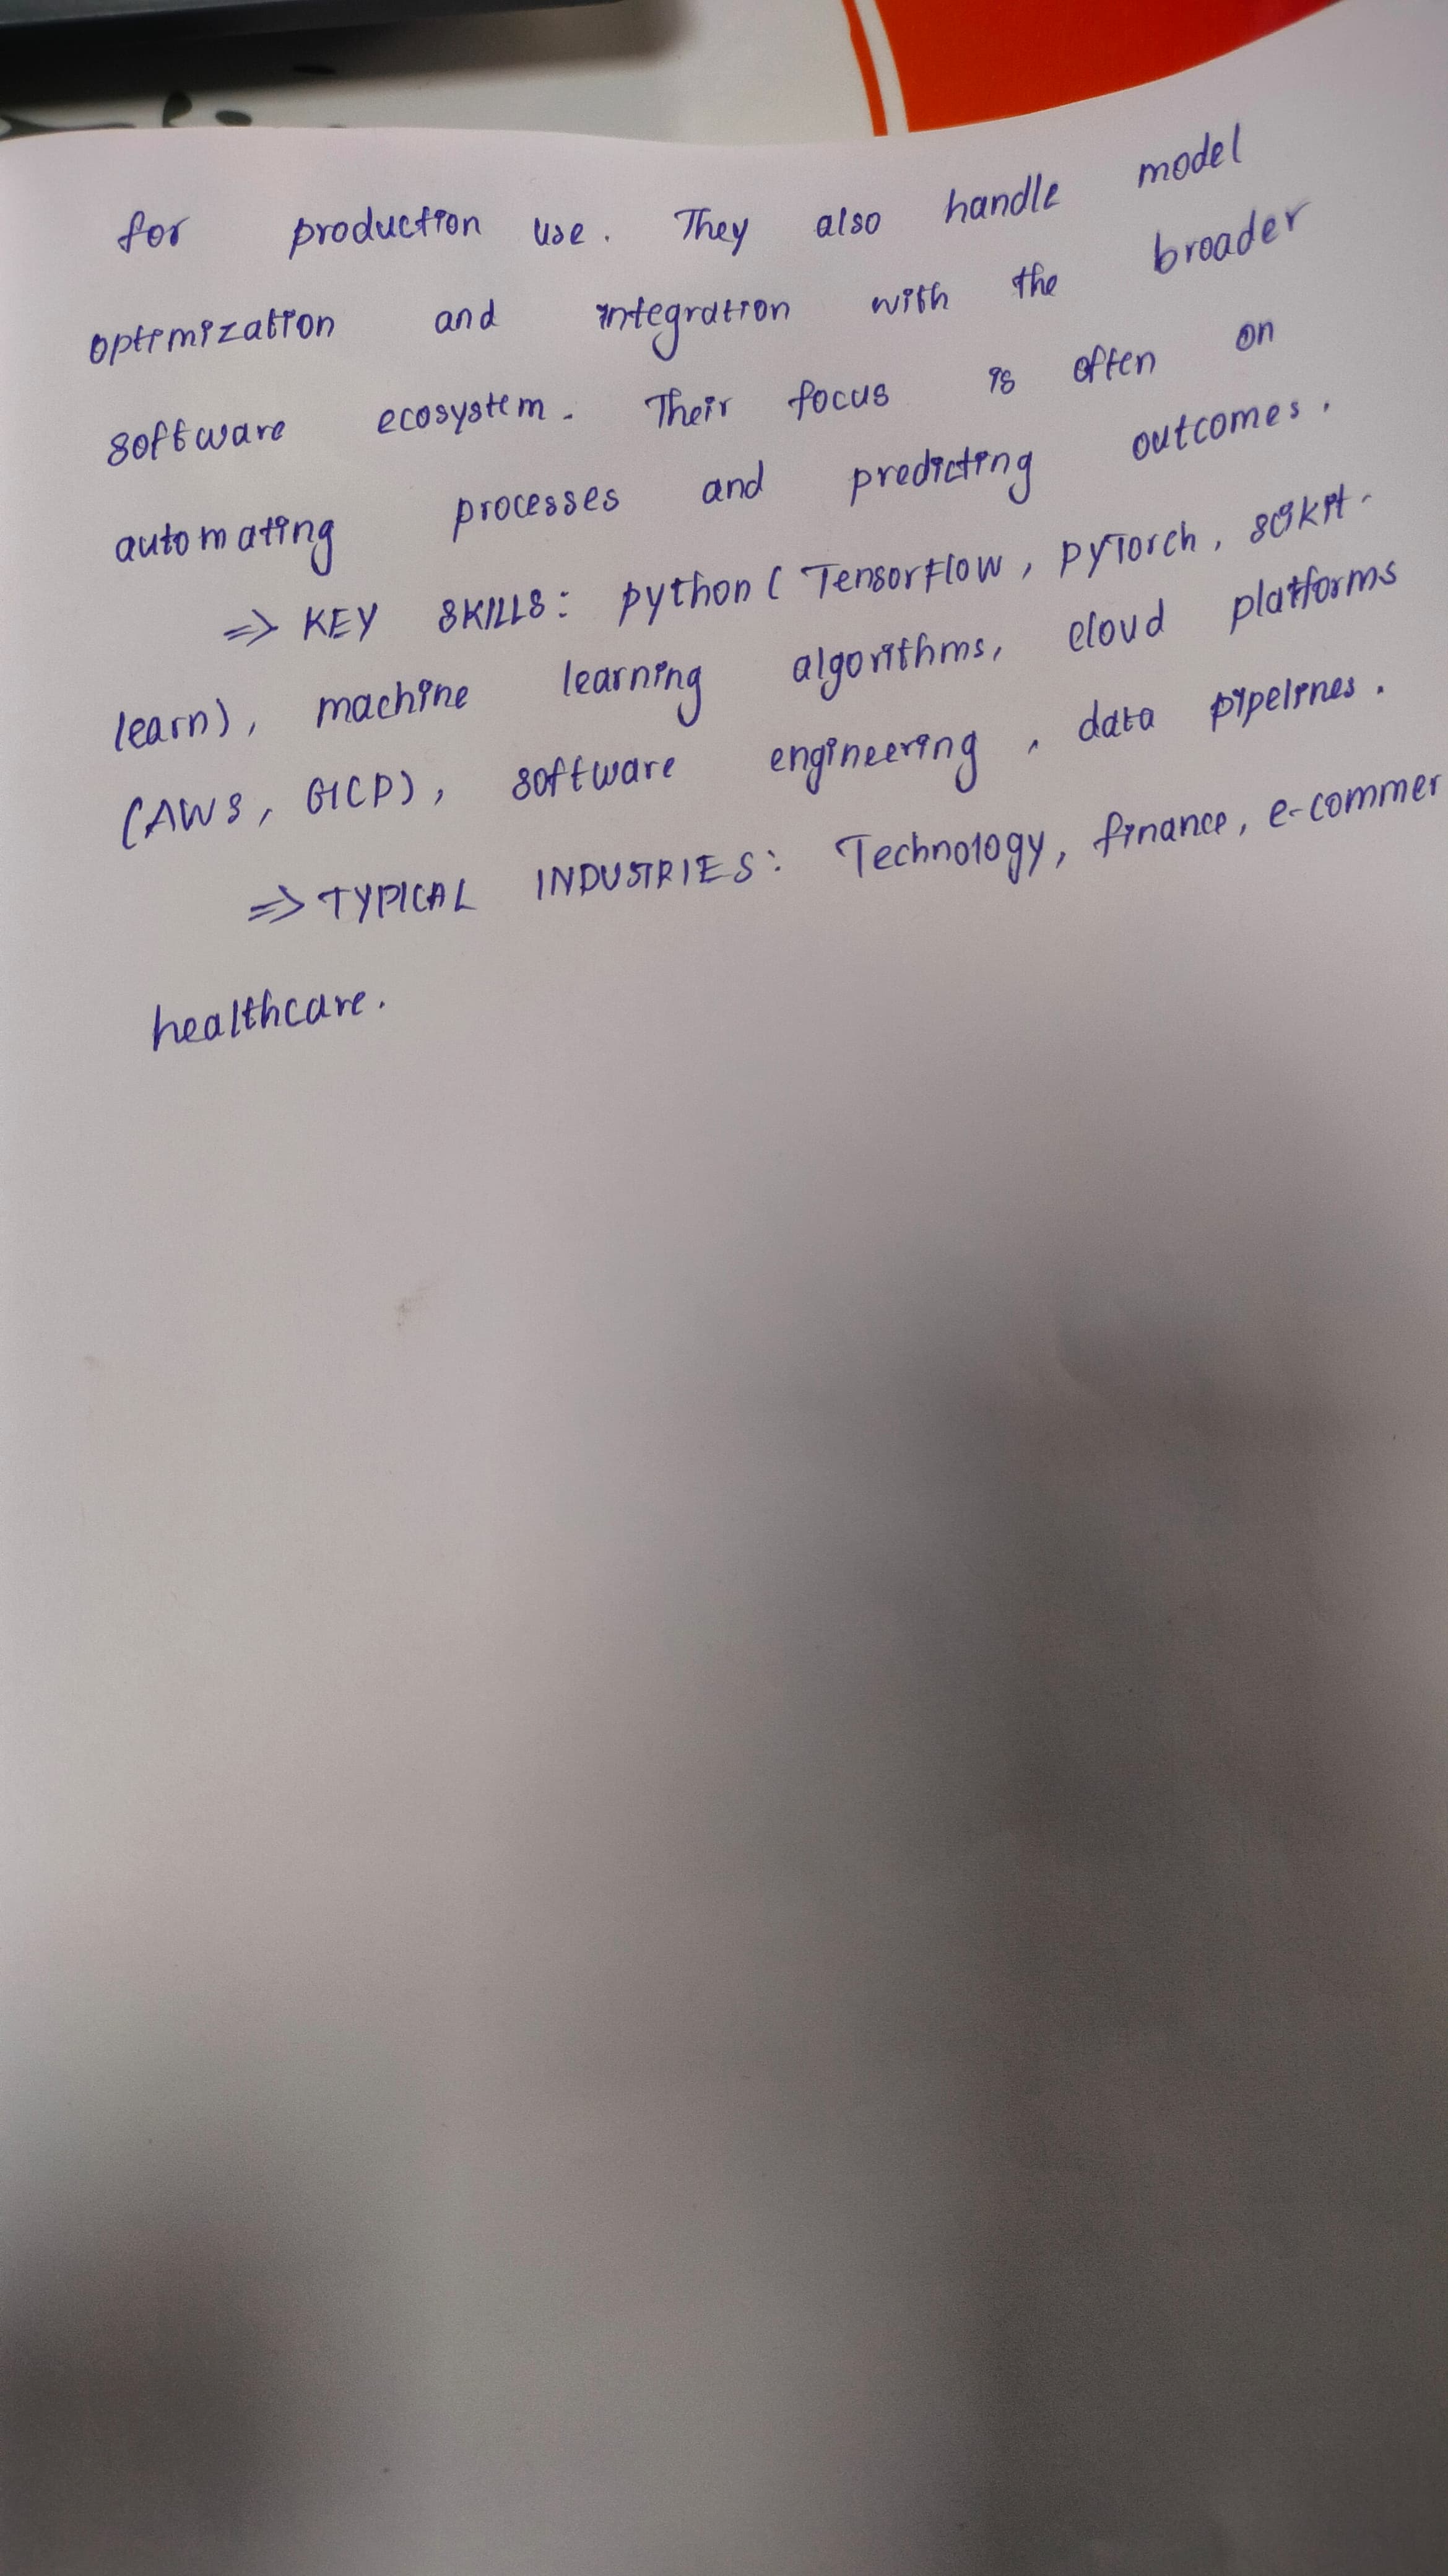 for production use. They also handle model
optimization and integration with the broader
software ecosystem. Their focus is often on
automating processes and predicting outcomes.
=> KEY SKILLS: python (TensorFlow, pyTorch, scikit-
learn), machine learning algorithms, cloud platforms
(AWS, GCP), software engineering, data pipelines.
=> TYPICAL INDUSTRIES: Technology, finance, e-commer
healthcare.